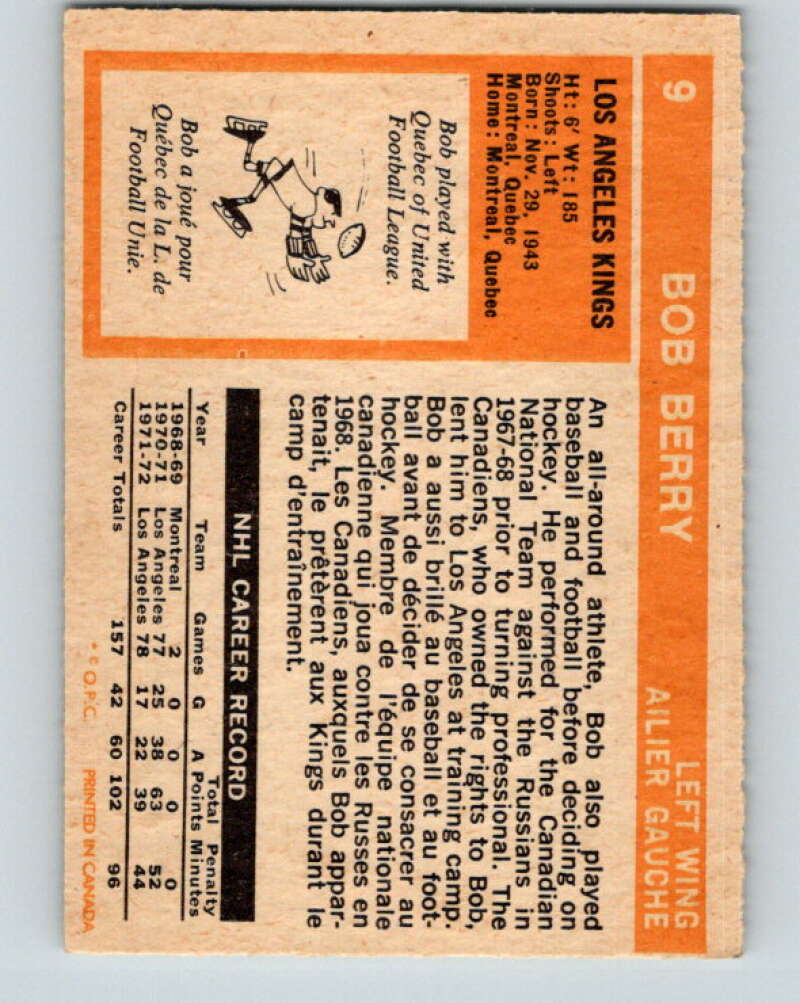 9 BOB BERRY LEFT WING
AILIER GAUCHE
LOS ANGELES KINGS
Ht: 6' Wt: 185
Shoots: Left
Born: Nov. 29, 1943
Montreal, Quebec
Home: Montreal, Quebec
Bob played with
Quebec of United
Football League.
Bob a joué pour
Québec de la L. de
Football Unie.
An all-around athlete, Bob also played
baseball and football before deciding on
hockey. He performed for the Canadian
National Team against the Russians in
1967-68 prior to turning professional. The
Canadiens, who owned the rights to Bob,
lent him to Los Angeles at training camp.
Bob a aussi brillé au baseball et au foot-
ball avant de décider de se consacrer au
hockey. Membre de l'équipe nationale
canadienne qui joua contre les Russes en
1968. Les Canadiens, auxquels Bob appar-
tenait, le prêtèrent aux Kings durant le
camp d'entraînement.
NHL CAREER RECORD
Total Penalty
Year Team Games G A Points Minutes
1968-69 Montreal 2 0 0 0 0
1970-71 Los Angeles 77 25 38 63 52
1971-72 Los Angeles 78 17 22 39 44
Career Totals 157 42 60 102 96
* © O.P.C. PRINTED IN CANADA